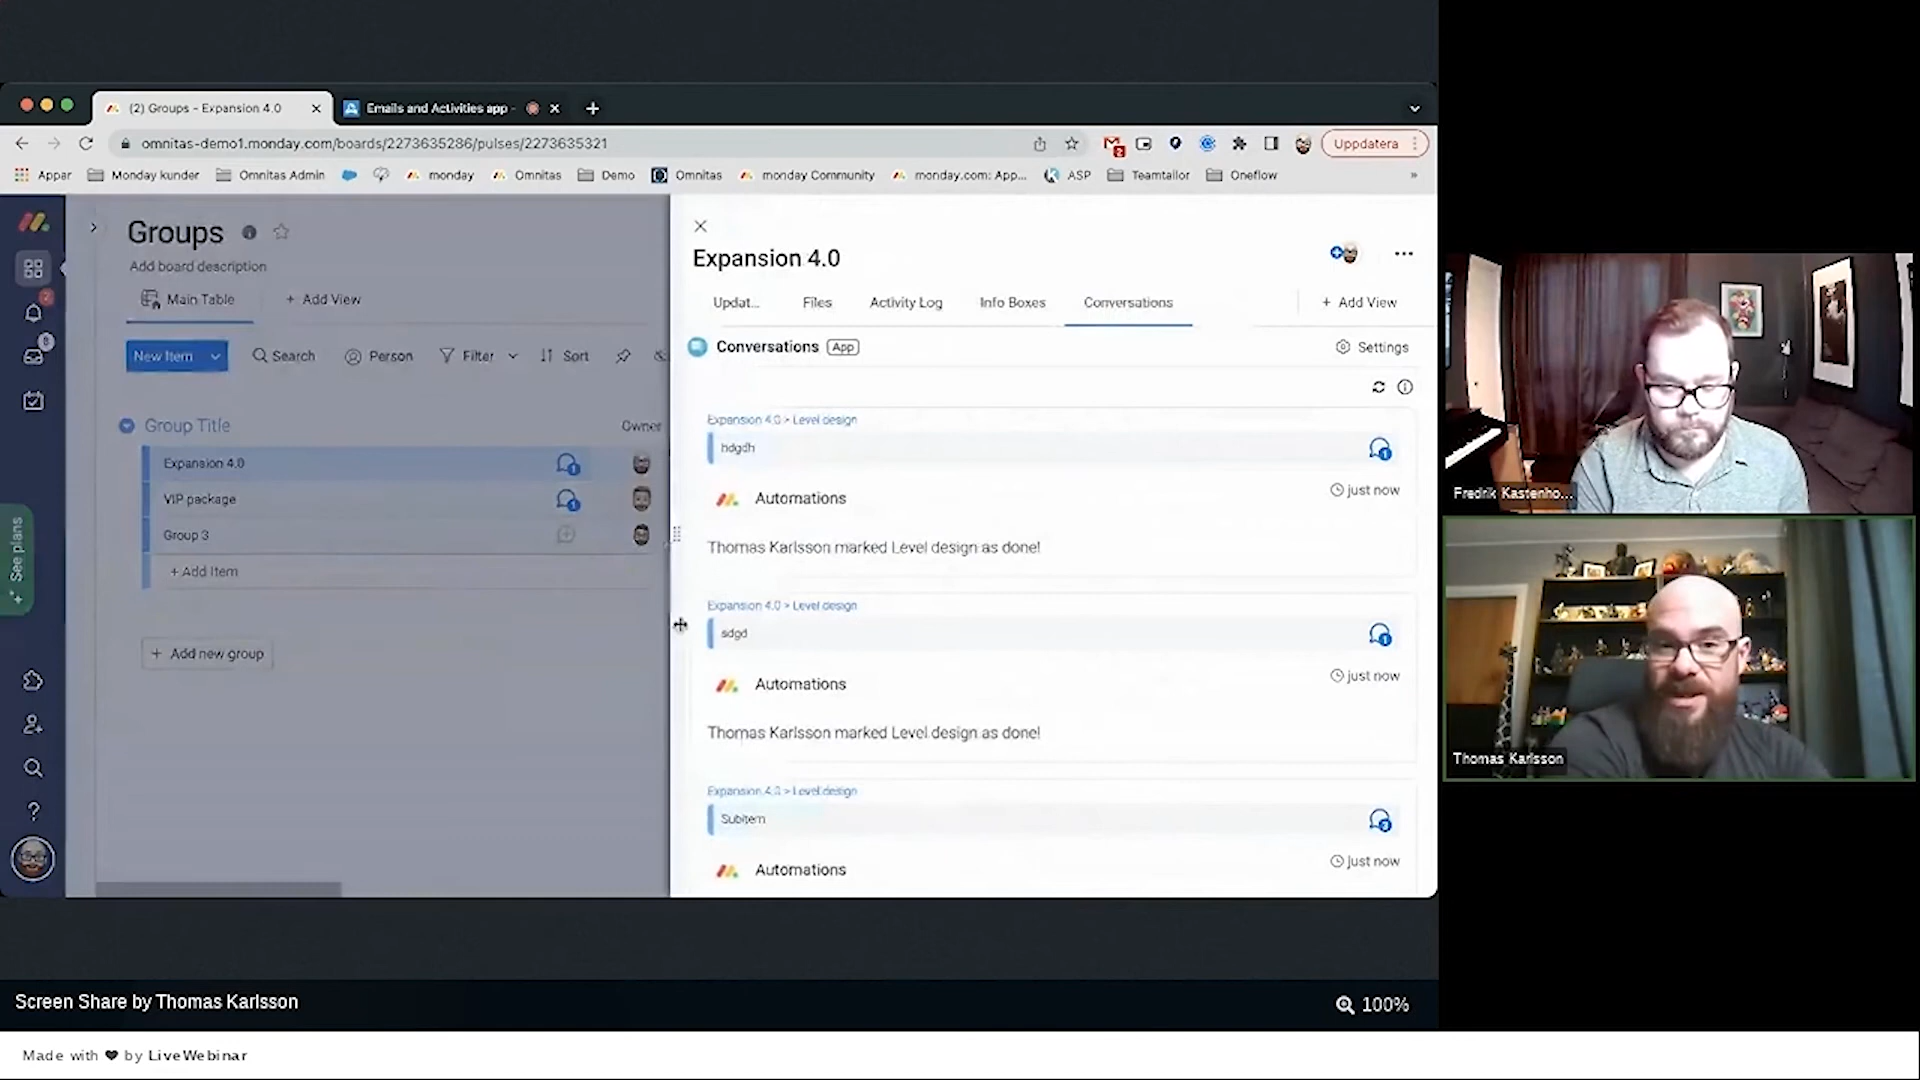 (2) Groups - Expansion 4.0
Emails and Activities app -
omnitas-demo1.monday.com/boards/2273635286/pulses/2273635321
Uppdatera
Appar
Monday kunder
Omnitas Admin
monday
Omnitas
Demo
Omnitas
monday Community
monday.com: App...
ASP
Teamtailor
Oneflow
»
Groups
Add board description
Main Table
+ Add View
New Item
Search
Person
Filter
Sort
Group Title
Owner
Expansion 4.0
VIP package
Group 3
+ Add Item
+ Add new group
See plans
Expansion 4.0
Updat...
Files
Activity Log
Info Boxes
Conversations
+ Add View
Conversations
App
Settings
Expansion 4.0 > Level design
hdgdh
Automations
just now
Thomas Karlsson marked Level design as done!
Expansion 4.0 > Level design
sdgd
Automations
just now
Thomas Karlsson marked Level design as done!
Expansion 4.0 > Level design
Subitem
Automations
just now
Fredrik Kastenho...
Thomas Karlsson
Screen Share by Thomas Karlsson
100%
Made with ❤ by LiveWebinar